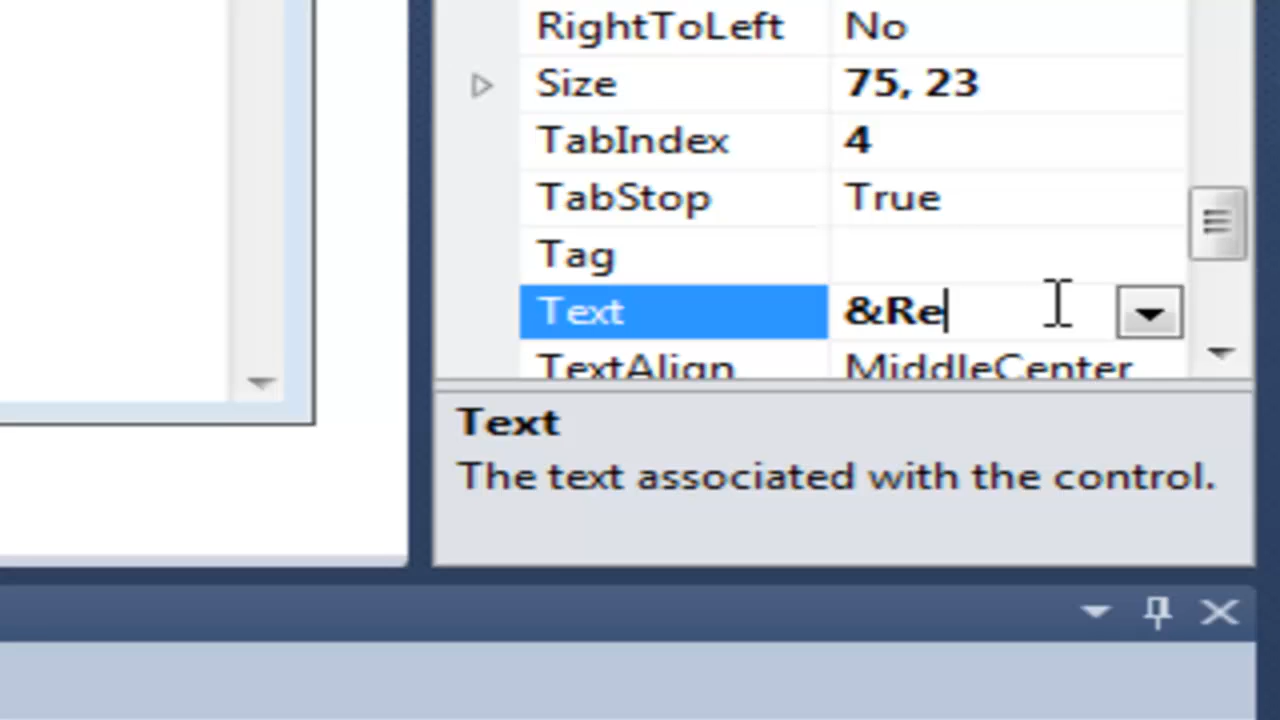 RightToLeft No
Size 75, 23
TabIndex 4
TabStop True
Tag
Text &Re
TextAlign MiddleCenter
Text
The text associated with the control.